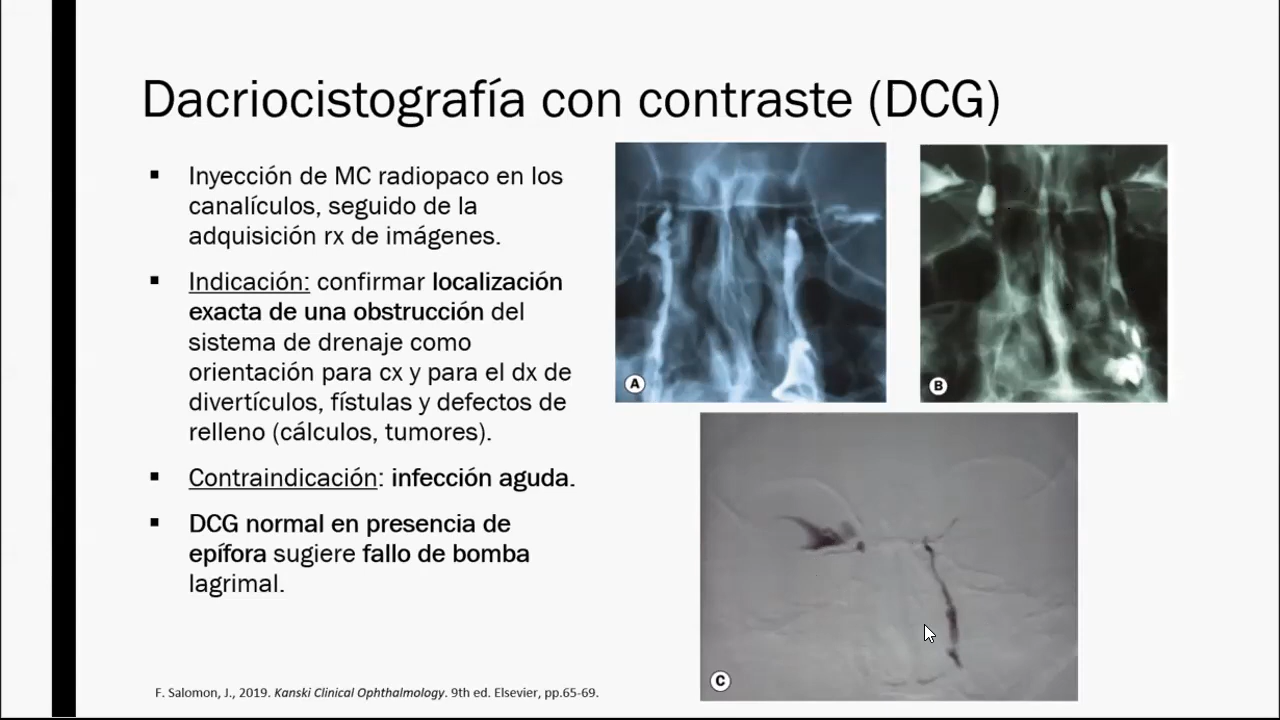 Dacriocistografía con contraste (DCG)
▪ Inyección de MC radiopaco en los
canalículos, seguido de la
adquisición rx de imágenes.
▪ Indicación: confirmar localización
exacta de una obstrucción del
sistema de drenaje como
orientación para cx y para el dx de
divertículos, fístulas y defectos de
relleno (cálculos, tumores).
▪ Contraindicación: infección aguda.
▪ DCG normal en presencia de
epífora sugiere fallo de bomba
lagrimal.
A
B
C
F. Salomon, J., 2019. Kanski Clinical Ophthalmology. 9th ed. Elsevier, pp.65-69.